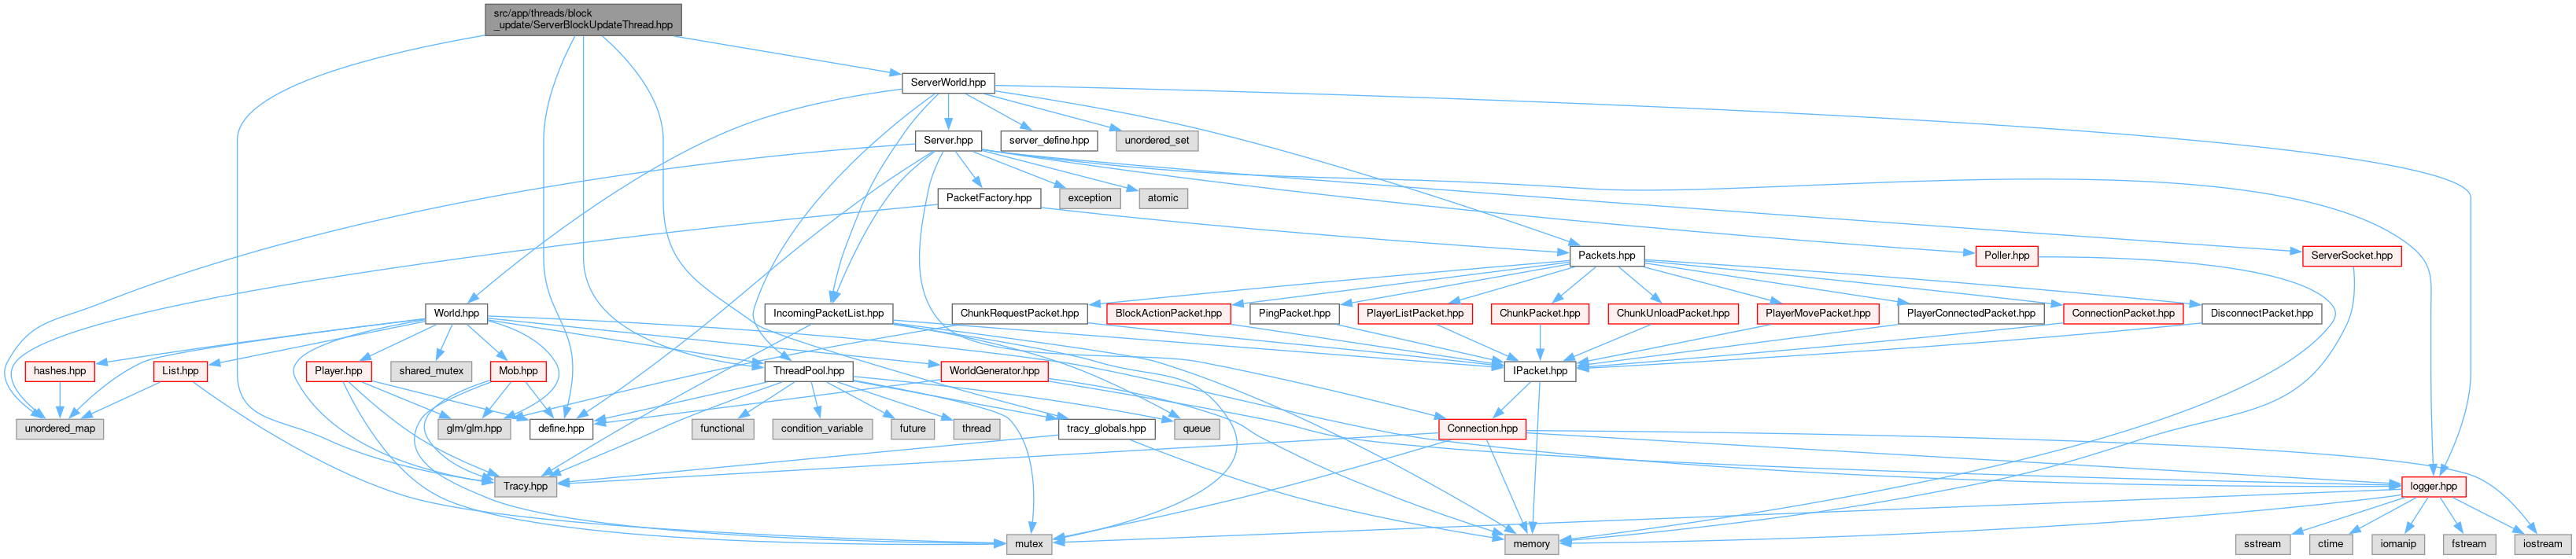 src/app/threads/block
_update/ServerBlockUpdateThread.hpp
ServerWorld.hpp
Server.hpp
server_define.hpp
unordered_set
PacketFactory.hpp
exception
atomic
Packets.hpp
Poller.hpp
ServerSocket.hpp
World.hpp
IncomingPacketList.hpp
ChunkRequestPacket.hpp
BlockActionPacket.hpp
PingPacket.hpp
PlayerListPacket.hpp
ChunkPacket.hpp
ChunkUnloadPacket.hpp
PlayerMovePacket.hpp
PlayerConnectedPacket.hpp
ConnectionPacket.hpp
DisconnectPacket.hpp
hashes.hpp
List.hpp
Player.hpp
shared_mutex
Mob.hpp
ThreadPool.hpp
WorldGenerator.hpp
IPacket.hpp
unordered_map
glm/glm.hpp
define.hpp
functional
condition_variable
future
thread
tracy_globals.hpp
queue
Connection.hpp
Tracy.hpp
logger.hpp
mutex
memory
sstream
ctime
iomanip
fstream
iostream